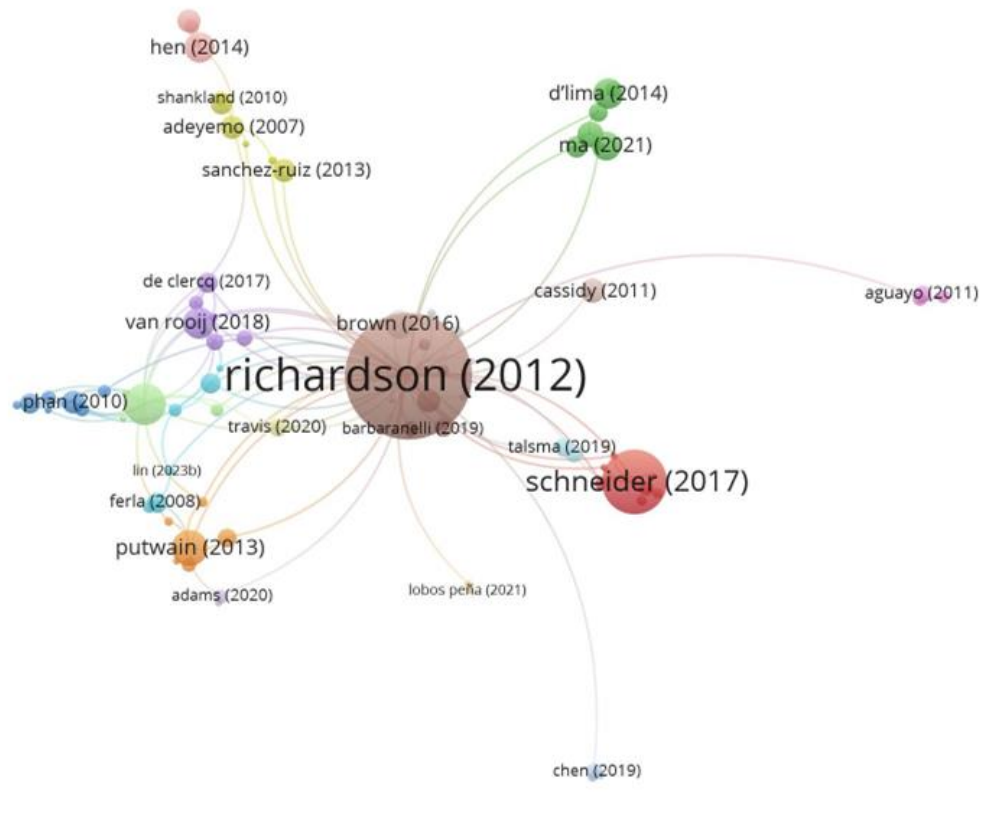 hen (2014)
shankland (2010)
adeyemo (2007)
sanchez-ruiz (2013)
d'lima (2014)
ma (2021)
de clercq (2017)
cassidy (2011)
aguayo (2011)
van rooij (2018)
brown (2016)
richardson (2012)
phan (2010)
travis (2020)
barbaranelli (2019)
talsma (2019)
lin (2023b)
schneider (2017)
ferla (2008)
putwain (2013)
adams (2020)
lobos peña (2021)
chen (2019)